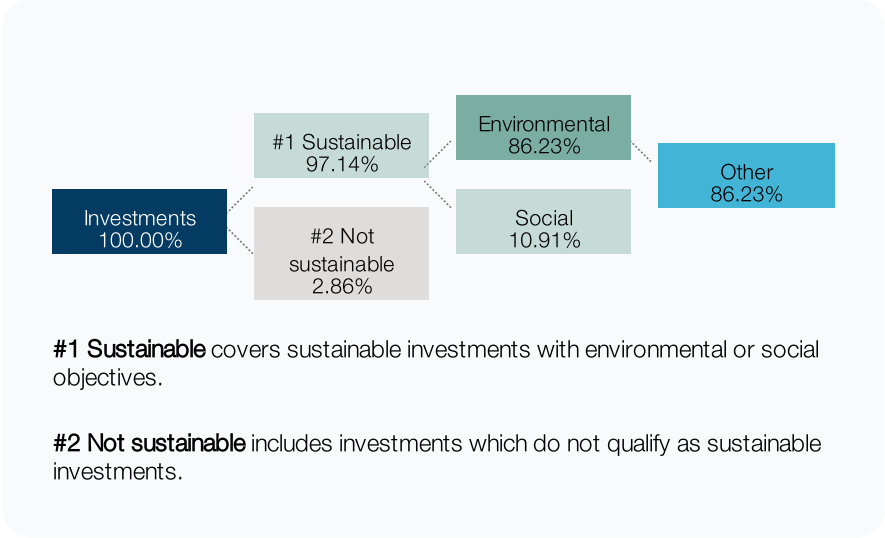 Investments
100.00%
#1 Sustainable
97.14%
#2 Not
sustainable
2.86%
Environmental
86.23%
Social
10.91%
Other
86.23%
#1 Sustainable covers sustainable investments with environmental or social
objectives.
#2 Not sustainable includes investments which do not qualify as sustainable
investments.